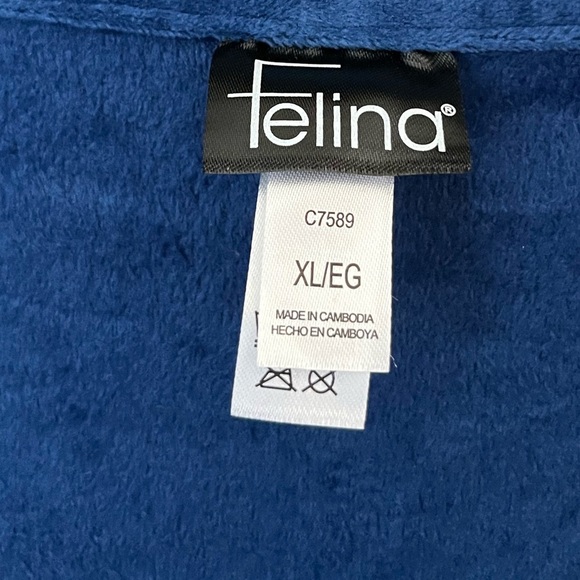 Felina®
C7589
XL/EG
MADE IN CAMBODIA
HECHO EN CAMBOYA